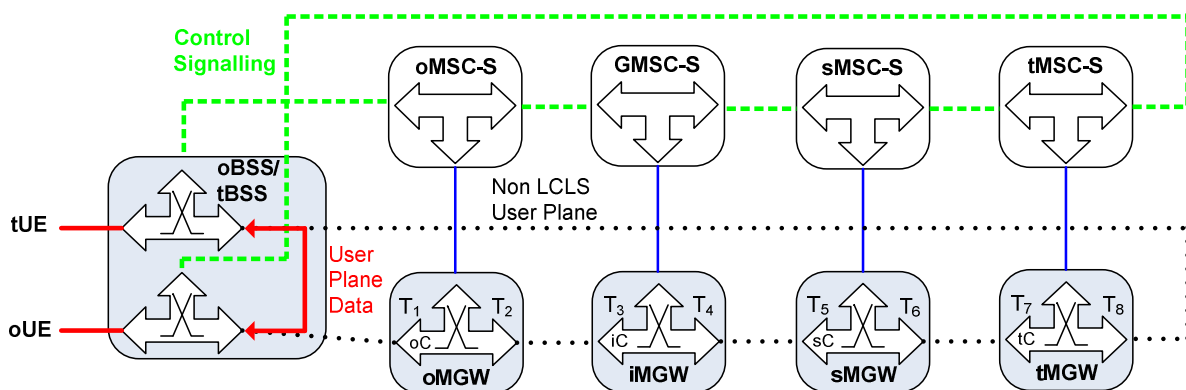 Control
Signalling
oMSC-S
GMSC-S
sMSC-S
tMSC-S
oBSS/
tBSS
Non LCLS
User Plane
tUE
User
Plane
Data
oUE
T1 T2
oC
oMGW
T3 T4
iC
iMGW
T5 T6
sC
sMGW
T7 T8
tC
tMGW